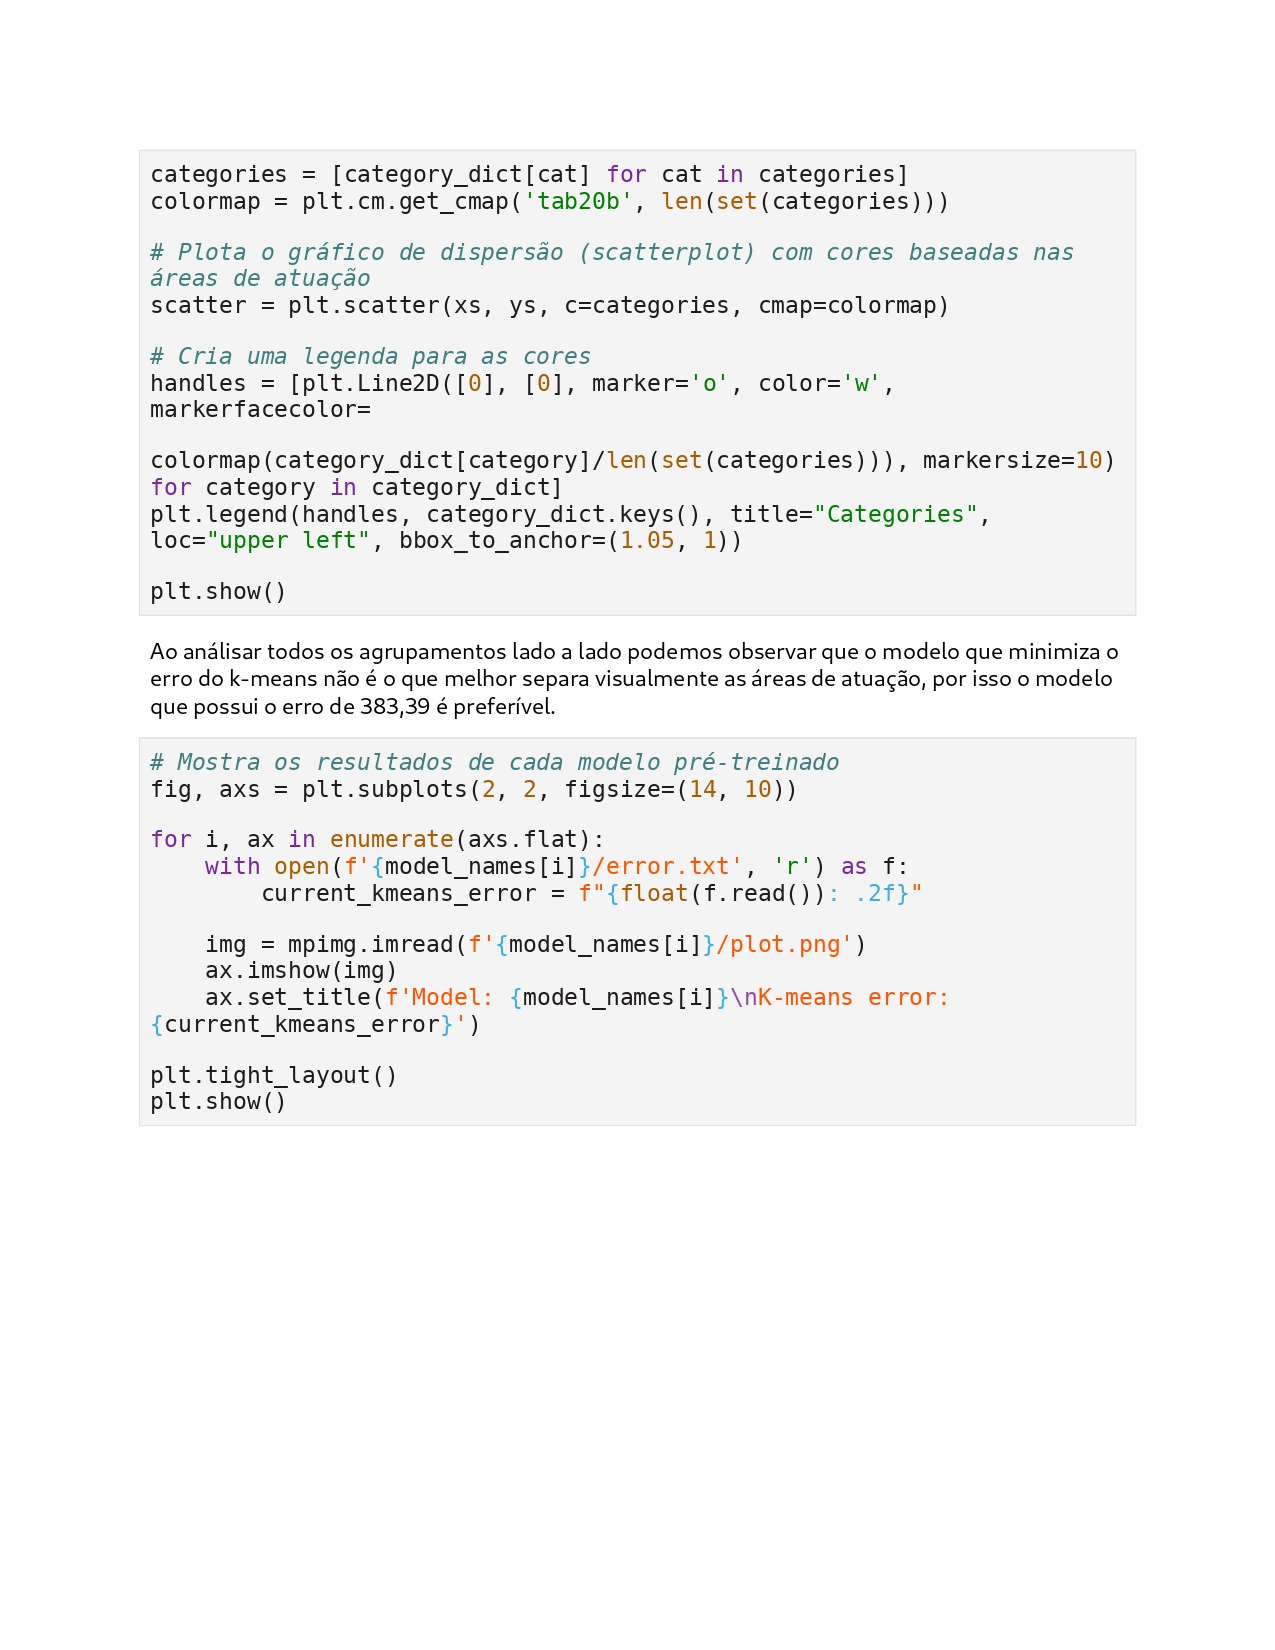 categories = [category_dict[cat] for cat in categories]
colormap = plt.cm.get_cmap('tab20b', len(set(categories)))
# Plota o gráfico de dispersão (scatterplot) com cores baseadas nas
áreas de atuação
scatter = plt.scatter(xs, ys, c=categories, cmap=colormap)
# Cria uma legenda para as cores
handles = [plt.Line2D([0], [0], marker='o', color='w',
markerfacecolor=
colormap(category_dict[category]/len(set(categories))), markersize=10)
for category in category_dict]
plt.legend(handles, category_dict.keys(), title="Categories",
loc="upper left", bbox_to_anchor=(1.05, 1))
plt.show()
Ao análisar todos os agrupamentos lado a lado podemos observar que o modelo que minimiza o
erro do k-means não é o que melhor separa visualmente as áreas de atuação, por isso o modelo
que possui o erro de 383,39 é preferível.
# Mostra os resultados de cada modelo pré-treinado
fig, axs = plt.subplots(2, 2, figsize=(14, 10))
for i, ax in enumerate(axs.flat):
    with open(f'{model_names[i]}/error.txt', 'r') as f:
        current_kmeans_error = f"{float(f.read()): .2f}"
    img = mpimg.imread(f'{model_names[i]}/plot.png')
    ax.imshow(img)
    ax.set_title(f'Model: {model_names[i]}\nK-means error:
{current_kmeans_error}')
plt.tight_layout()
plt.show()